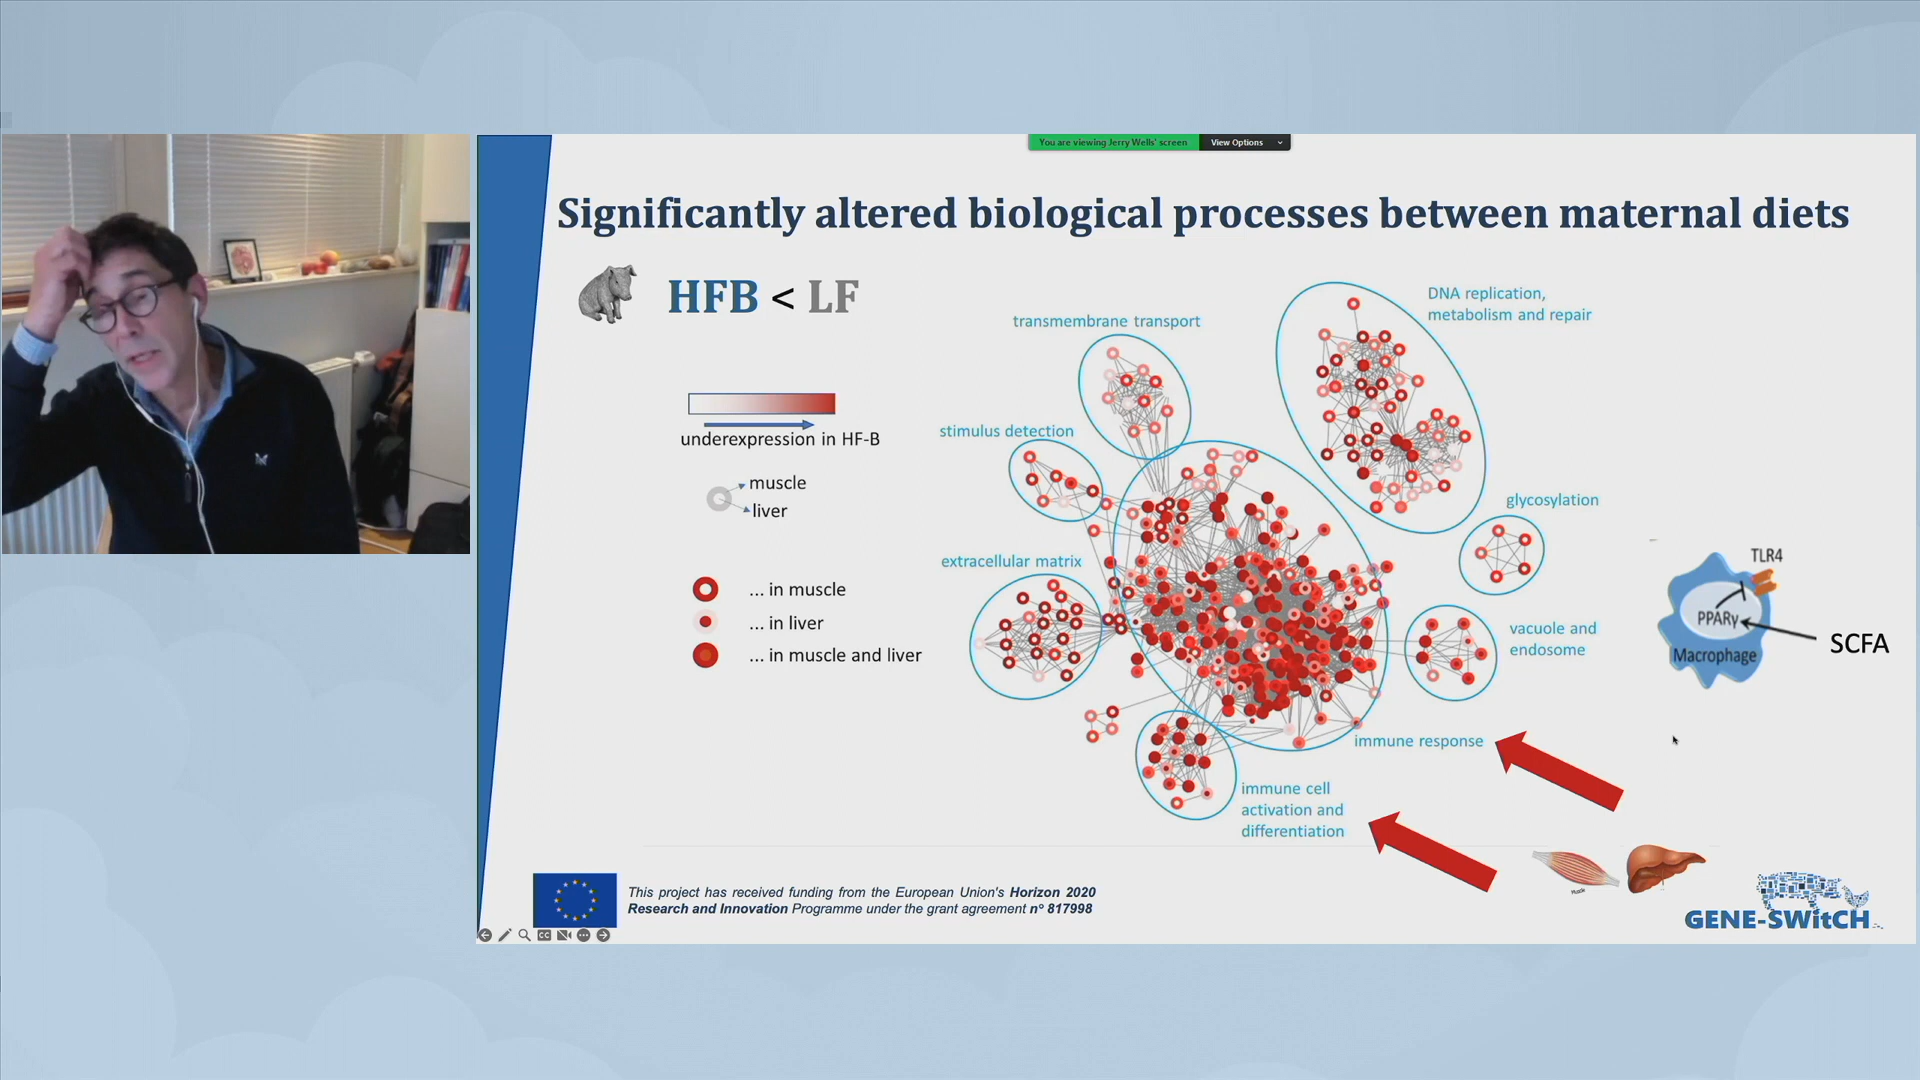 You are viewing Jerry Wells' screen
View Options
Significantly altered biological processes between maternal diets
HFB < LF
DNA replication,
metabolism and repair
transmembrane transport
underexpression in HF-B
stimulus detection
muscle
liver
glycosylation
extracellular matrix
TLR4
PPARγ
Macrophage
SCFA
... in muscle
... in liver
... in muscle and liver
vacuole and
endosome
immune response
immune cell
activation and
differentiation
This project has received funding from the European Union's Horizon 2020
Research and Innovation Programme under the grant agreement nº 817998
Muscle
GENE-SWitCH
CC